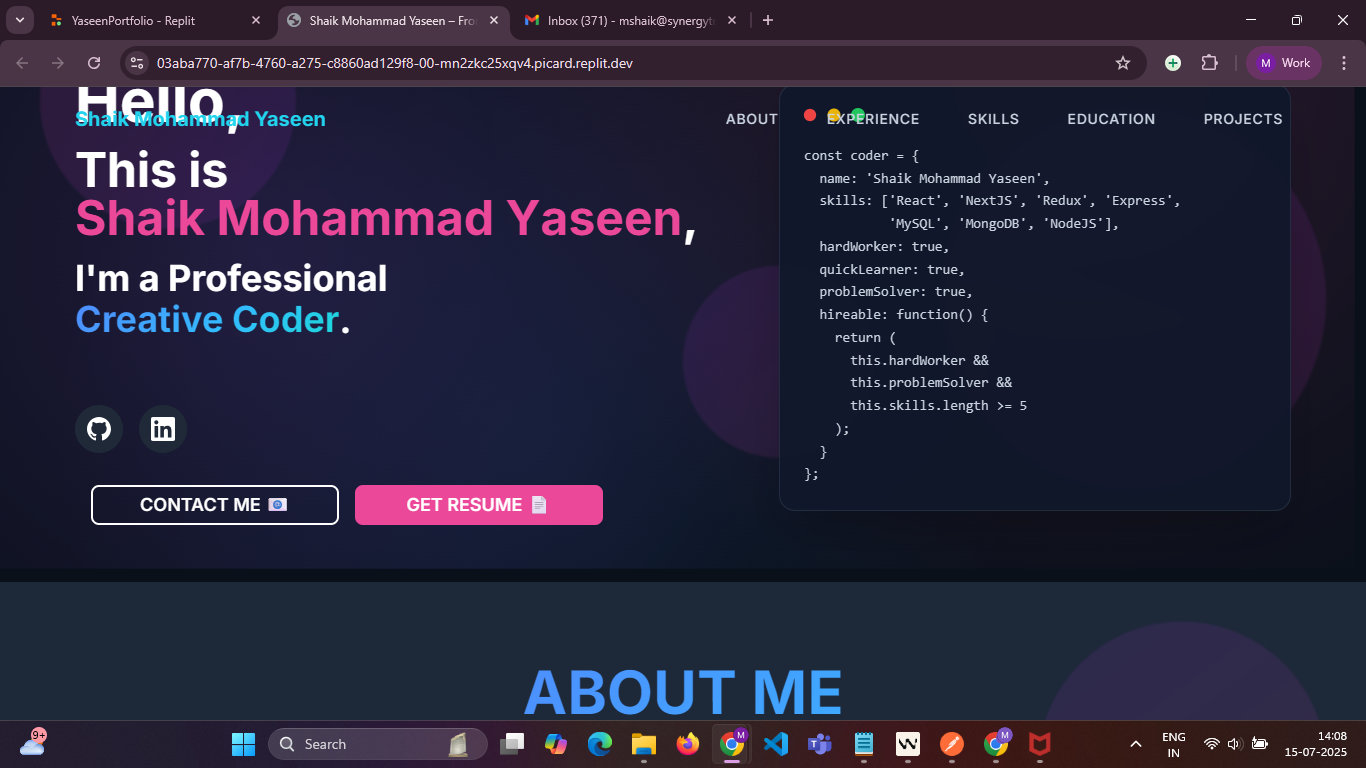 YaseenPortfolio - Replit
Shaik Mohammad Yaseen – Fro
Inbox (371) - mshaik@synergyt
03aba770-af7b-4760-a275-c8860ad129f8-00-mn2zkc25xqv4.picard.replit.dev
M Work
Hello,
Shaik Mohammad Yaseen
ABOUT EXPERIENCE SKILLS EDUCATION PROJECTS
This is
Shaik Mohammad Yaseen,
I'm a Professional
Creative Coder.
CONTACT ME
GET RESUME
const coder = {
name: 'Shaik Mohammad Yaseen',
skills: ['React', 'NextJS', 'Redux', 'Express',
'MySQL', 'MongoDB', 'NodeJS'],
hardWorker: true,
quickLearner: true,
problemSolver: true,
hireable: function() {
return (
this.hardWorker &&
this.problemSolver &&
this.skills.length >= 5
);
}
};
ABOUT ME
9+
Search
M
M
ENG
IN
14:08
15-07-2025